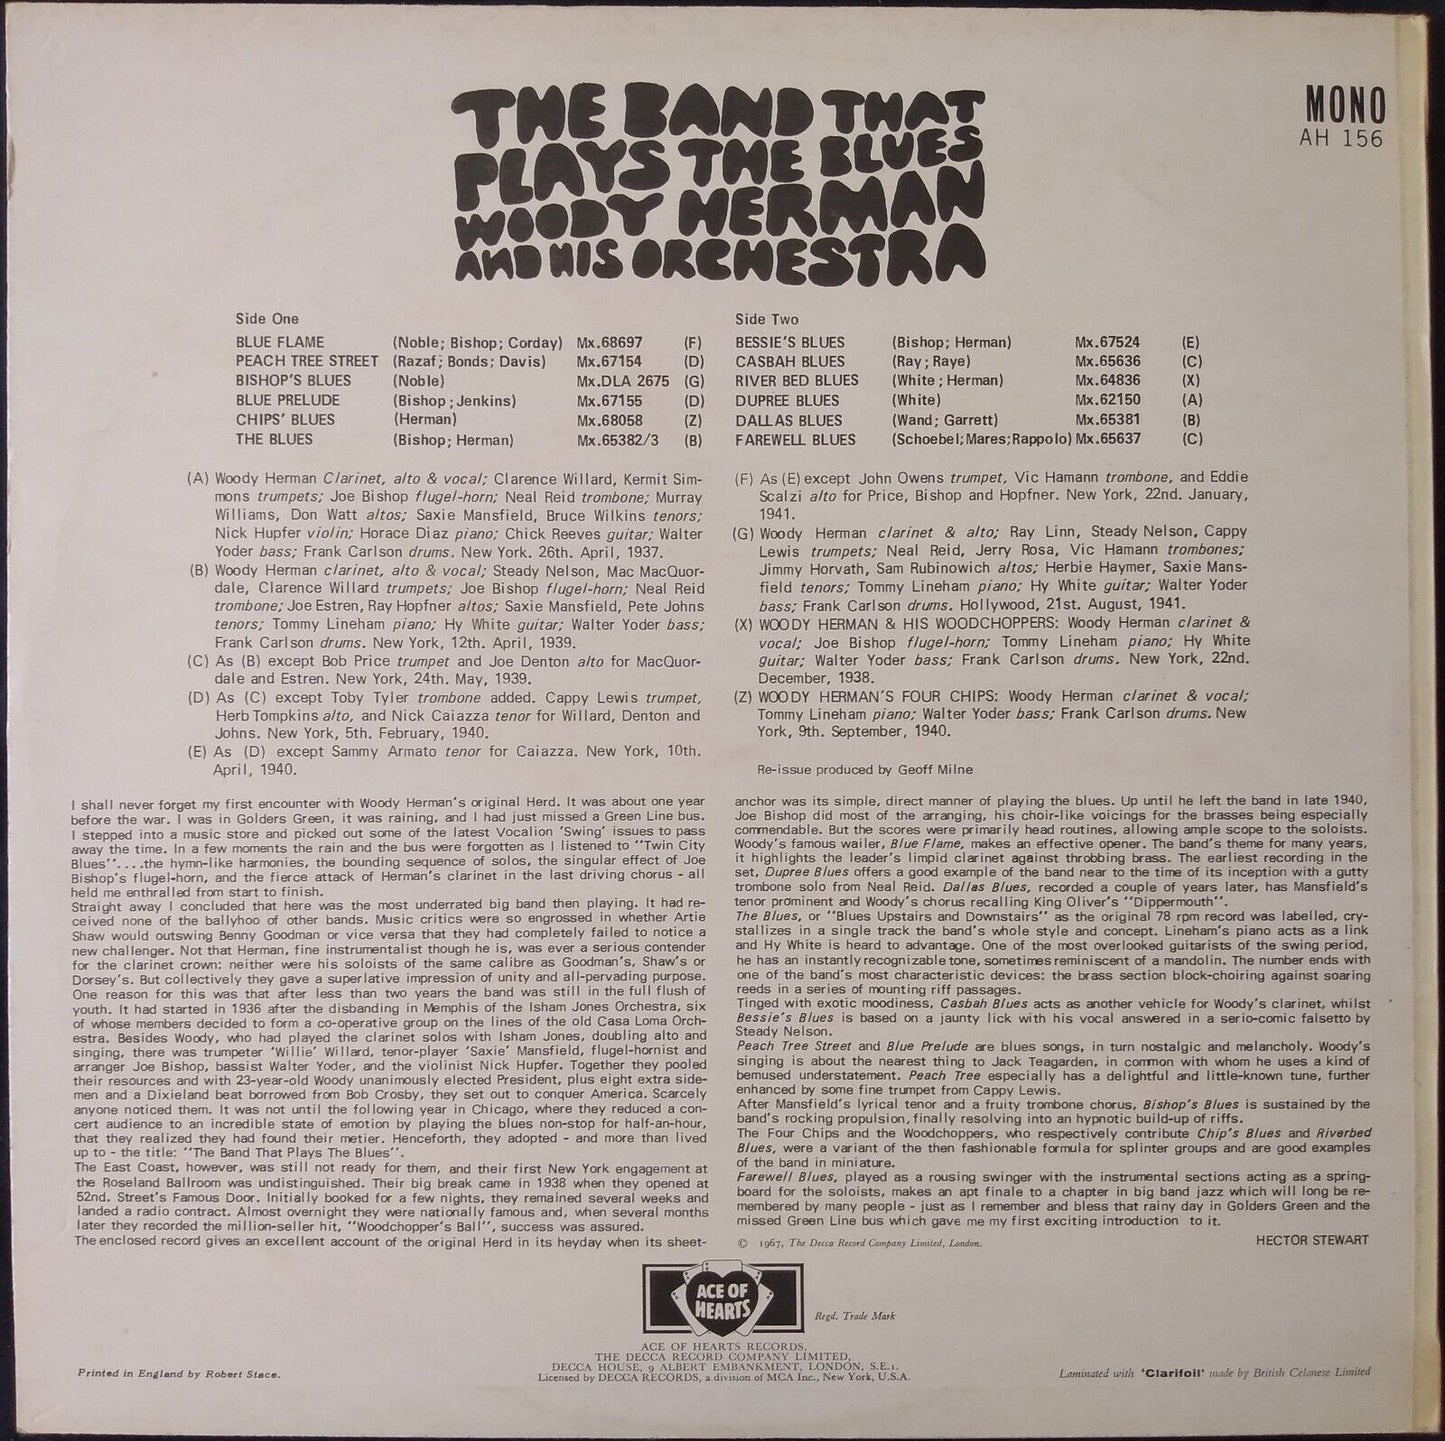 THE BAND THAT
PLAYS THE BLUES
WOODY HERMAN
AND HIS ORCHESTRA
MONO
AH 156
Side One
BLUE FLAME (Noble; Bishop; Corday) Mx.68697 (F)
PEACH TREE STREET (Razaf; Bonds; Davis) Mx.67154 (D)
BISHOP'S BLUES (Noble) Mx.DLA 2675 (G)
BLUE PRELUDE (Bishop; Jenkins) Mx.67155 (D)
CHIPS' BLUES (Herman) Mx.68058 (Z)
THE BLUES (Bishop; Herman) Mx.65382/3 (B)
Side Two
BESSIE'S BLUES (Bishop; Herman) Mx.67524 (E)
CASBAH BLUES (Ray; Raye) Mx.65636 (C)
RIVER BED BLUES (White; Herman) Mx.64836 (X)
DUPREE BLUES (White) Mx.62150 (A)
DALLAS BLUES (Wand; Garrett) Mx.65381 (B)
FAREWELL BLUES (Schoebel;Mares;Rappolo) Mx.65637 (C)
(A) Woody Herman Clarinet, alto & vocal; Clarence Willard, Kermit Sim-
mons trumpets; Joe Bishop flugel-horn; Neal Reid trombone; Murray
Williams, Don Watt altos; Saxie Mansfield, Bruce Wilkins tenors;
Nick Hupfer violin; Horace Diaz piano; Chick Reeves guitar; Walter
Yoder bass; Frank Carlson drums. New York. 26th. April, 1937.
(B) Woody Herman clarinet, alto & vocal; Steady Nelson, Mac MacQuor-
dale, Clarence Willard trumpets; Joe Bishop flugel-horn; Neal Reid
trombone; Joe Estren, Ray Hopfner altos; Saxie Mansfield, Pete Johns
tenors; Tommy Lineham piano; Hy White guitar; Walter Yoder bass;
Frank Carlson drums. New York, 12th. April, 1939.
(C) As (B) except Bob Price trumpet and Joe Denton alto for MacQuor-
dale and Estren. New York, 24th. May, 1939.
(D) As (C) except Toby Tyler trombone added. Cappy Lewis trumpet,
Herb Tompkins alto, and Nick Caiazza tenor for Willard, Denton and
Johns. New York, 5th. February, 1940.
(E) As (D) except Sammy Armato tenor for Caiazza. New York, 10th.
April, 1940.
(F) As (E) except John Owens trumpet, Vic Hamann trombone, and Eddie
Scalzi alto for Price, Bishop and Hopfner. New York, 22nd. January,
1941.
(G) Woody Herman clarinet & alto; Ray Linn, Steady Nelson, Cappy
Lewis trumpets; Neal Reid, Jerry Rosa, Vic Hamann trombones;
Jimmy Horvath, Sam Rubinowich altos; Herbie Haymer, Saxie Mans-
field tenors; Tommy Lineham piano; Hy White guitar; Walter Yoder
bass; Frank Carlson drums. Hollywood, 21st. August, 1941.
(X) WOODY HERMAN & HIS WOODCHOPPERS: Woody Herman clarinet &
vocal; Joe Bishop flugel-horn; Tommy Lineham piano; Hy White
guitar; Walter Yoder bass; Frank Carlson drums. New York, 22nd.
December, 1938.
(Z) WOODY HERMAN'S FOUR CHIPS: Woody Herman clarinet & vocal;
Tommy Lineham piano; Walter Yoder bass; Frank Carlson drums. New
York, 9th. September, 1940.
Re-issue produced by Geoff Milne
I shall never forget my first encounter with Woody Herman's original Herd. It was about one year
before the war. I was in Golders Green, it was raining, and I had just missed a Green Line bus.
I stepped into a music store and picked out some of the latest Vocalion 'Swing' issues to pass
away the time. In a few moments the rain and the bus were forgotten as I listened to "Twin City
Blues"....the hymn-like harmonies, the bounding sequence of solos, the singular effect of Joe
Bishop's flugel-horn, and the fierce attack of Herman's clarinet in the last driving chorus - all
held me enthralled from start to finish.
Straight away I concluded that here was the most underrated big band then playing. It had re-
ceived none of the ballyhoo of other bands. Music critics were so engrossed in whether Artie
Shaw would outswing Benny Goodman or vice versa that they had completely failed to notice a
new challenger. Not that Herman, fine instrumentalist though he is, was ever a serious contender
for the clarinet crown: neither were his soloists of the same calibre as Goodman's, Shaw's or
Dorsey's. But collectively they gave a superlative impression of unity and all-pervading purpose.
One reason for this was that after less than two years the band was still in the full flush of
youth. It had started in 1936 after the disbanding in Memphis of the Isham Jones Orchestra, six
of whose members decided to form a co-operative group on the lines of the old Casa Loma Orch-
estra. Besides Woody, who had played the clarinet solos with Isham Jones, doubling alto and
singing, there was trumpeter 'Willie' Willard, tenor-player 'Saxie' Mansfield, flugel-hornist and
arranger Joe Bishop, bassist Walter Yoder, and the violinist Nick Hupfer. Together they pooled
their resources and with 23-year-old Woody unanimously elected President, plus eight extra side-
men and a Dixieland beat borrowed from Bob Crosby, they set out to conquer America. Scarcely
anyone noticed them. It was not until the following year in Chicago, where they reduced a con-
cert audience to an incredible state of emotion by playing the blues non-stop for half-an-hour,
that they realized they had found their metier. Henceforth, they adopted - and more than lived
up to - the title: "The Band That Plays The Blues".
The East Coast, however, was still not ready for them, and their first New York engagement at
the Roseland Ballroom was undistinguished. Their big break came in 1938 when they opened at
52nd. Street's Famous Door. Initially booked for a few nights, they remained several weeks and
landed a radio contract. Almost overnight they were nationally famous and, when several months
later they recorded the million-seller hit, "Woodchopper's Ball", success was assured.
The enclosed record gives an excellent account of the original Herd in its heyday when its sheet-
anchor was its simple, direct manner of playing the blues. Up until he left the band in late 1940,
Joe Bishop did most of the arranging, his choir-like voicings for the brasses being especially
commendable. But the scores were primarily head routines, allowing ample scope to the soloists.
Woody's famous wailer, Blue Flame, makes an effective opener. The band's theme for many years,
it highlights the leader's limpid clarinet against throbbing brass. The earliest recording in the
set, Dupree Blues offers a good example of the band near to the time of its inception with a gutty
trombone solo from Neal Reid. Dallas Blues, recorded a couple of years later, has Mansfield's
tenor prominent and Woody's chorus recalling King Oliver's "Dippermouth".
The Blues, or "Blues Upstairs and Downstairs" as the original 78 rpm record was labelled, cry-
stallizes in a single track the band's whole style and concept. Lineham's piano acts as a link
and Hy White is heard to advantage. One of the most overlooked guitarists of the swing period,
he has an instantly recognizable tone, sometimes reminiscent of a mandolin. The number ends with
one of the band's most characteristic devices: the brass section block-choiring against soaring
reeds in a series of mounting riff passages.
Tinged with exotic moodiness, Casbah Blues acts as another vehicle for Woody's clarinet, whilst
Bessie's Blues is based on a jaunty lick with his vocal answered in a serio-comic falsetto by
Steady Nelson.
Peach Tree Street and Blue Prelude are blues songs, in turn nostalgic and melancholy. Woody's
singing is about the nearest thing to Jack Teagarden, in common with whom he uses a kind of
bemused understatement. Peach Tree especially has a delightful and little-known tune, further
enhanced by some fine trumpet from Cappy Lewis.
After Mansfield's lyrical tenor and a fruity trombone chorus, Bishop's Blues is sustained by the
band's rocking propulsion, finally resolving into an hypnotic build-up of riffs.
The Four Chips and the Woodchoppers, who respectively contribute Chip's Blues and Riverbed
Blues, were a variant of the then fashionable formula for splinter groups and are good examples
of the band in miniature.
Farewell Blues, played as a rousing swinger with the instrumental sections acting as a spring-
board for the soloists, makes an apt finale to a chapter in big band jazz which will long be re-
membered by many people - just as I remember and bless that rainy day in Golders Green and the
missed Green Line bus which gave me my first exciting introduction to it.
© 1967, The Decca Record Company Limited, London.
HECTOR STEWART
ACE OF
HEARTS
Regd. Trade Mark
ACE OF HEARTS RECORDS,
THE DECCA RECORD COMPANY LIMITED,
DECCA HOUSE, 9 ALBERT EMBANKMENT, LONDON, S.E.1.
Licensed by DECCA RECORDS, a division of MCA Inc., New York, U.S.A.
Printed in England by Robert Stace.
Laminated with 'Clarifoil' made by British Celanese Limited